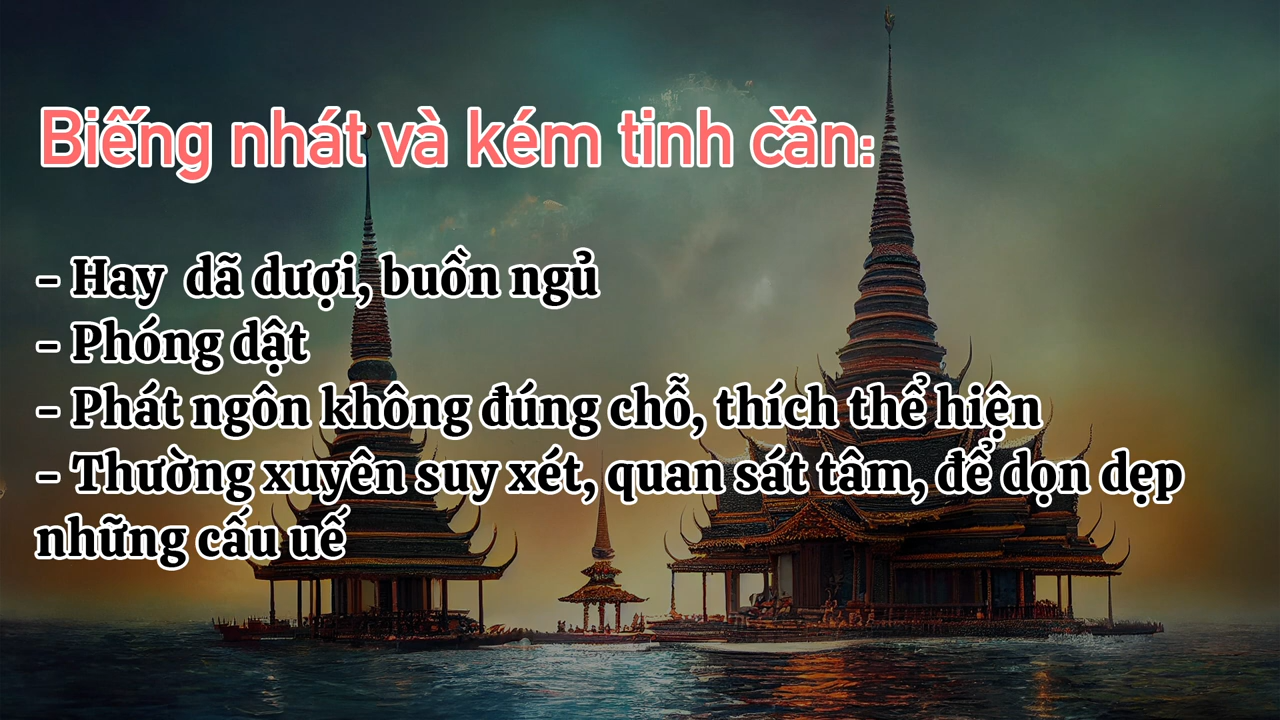 Biếng nhát và kém tinh cần:
- Hay dã dượi, buồn ngủ
- Phóng dật
- Phát ngôn không đúng chỗ, thích thể hiện
- Thường xuyên suy xét, quan sát tâm, để dọn dẹp
những cấu uế